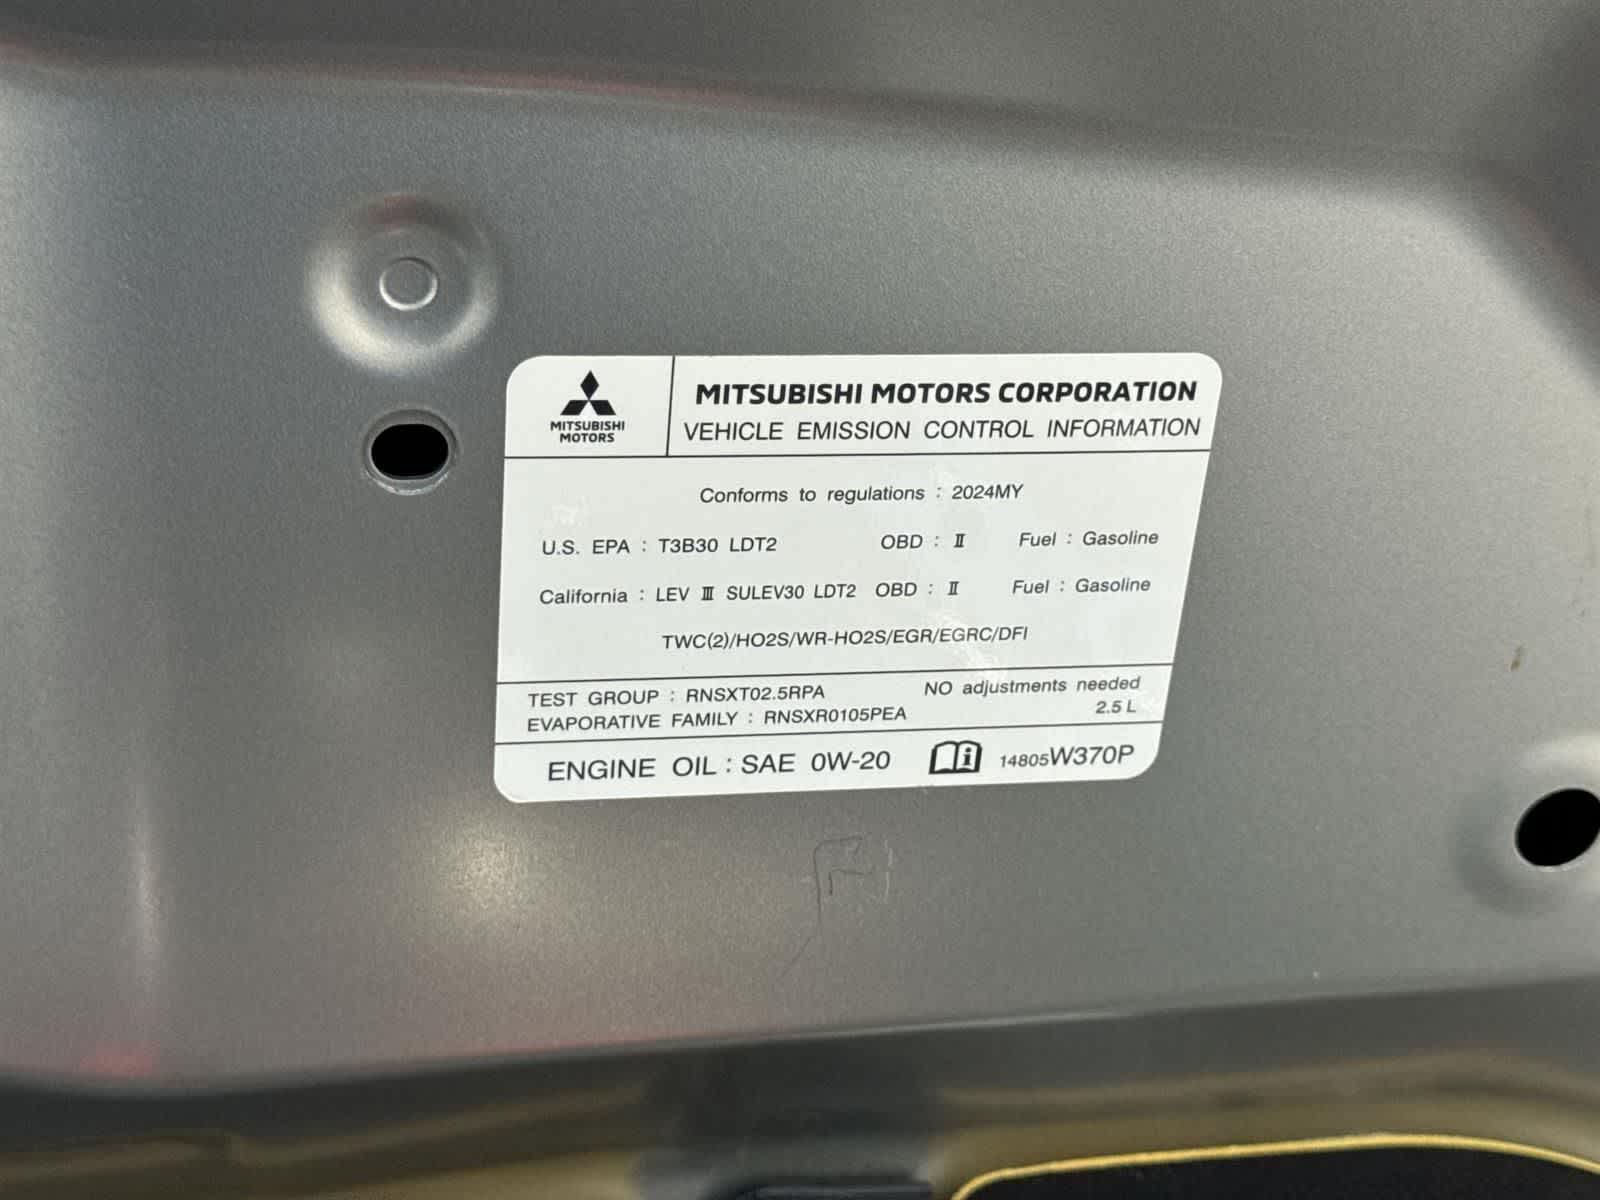 MITSUBISHI
MOTORS
MITSUBISHI MOTORS CORPORATION
VEHICLE EMISSION CONTROL INFORMATION
Conforms to regulations : 2024MY
U.S. EPA : T3B30 LDT2 OBD : Ⅱ Fuel : Gasoline
California : LEV Ⅲ SULEV30 LDT2 OBD : Ⅱ Fuel : Gasoline
TWC(2)/HO2S/WR-HO2S/EGR/EGRC/DFI
TEST GROUP : RNSXT02.5RPA NO adjustments needed
EVAPORATIVE FAMILY : RNSXR0105PEA 2.5 L
ENGINE OIL : SAE 0W-20 14805W370P